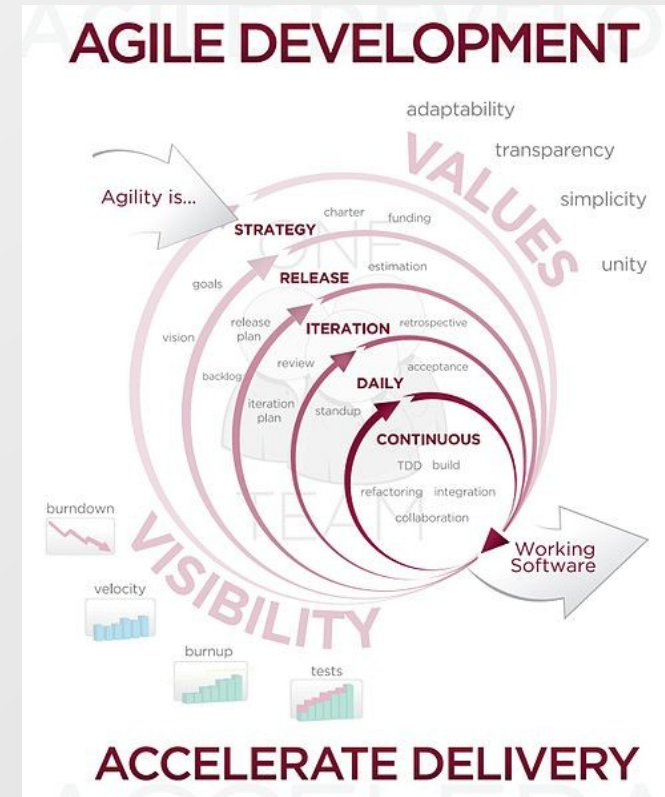 AGILE DEVELOPMENT
adaptability
VALUES
transparency
Agility is...
simplicity
charter
funding
STRATEGY
ONE
unity
estimation
goals
RELEASE
release
plan
ITERATION
retrospective
vision
review
acceptance
backlog
DAILY
iteration
plan
standup
CONTINUOUS
TDD
build
refactoring
integration
TEAM
collaboration
burndown
Working
Software
VISIBILITY
velocity
burnup
tests
ACCELERATE DELIVERY